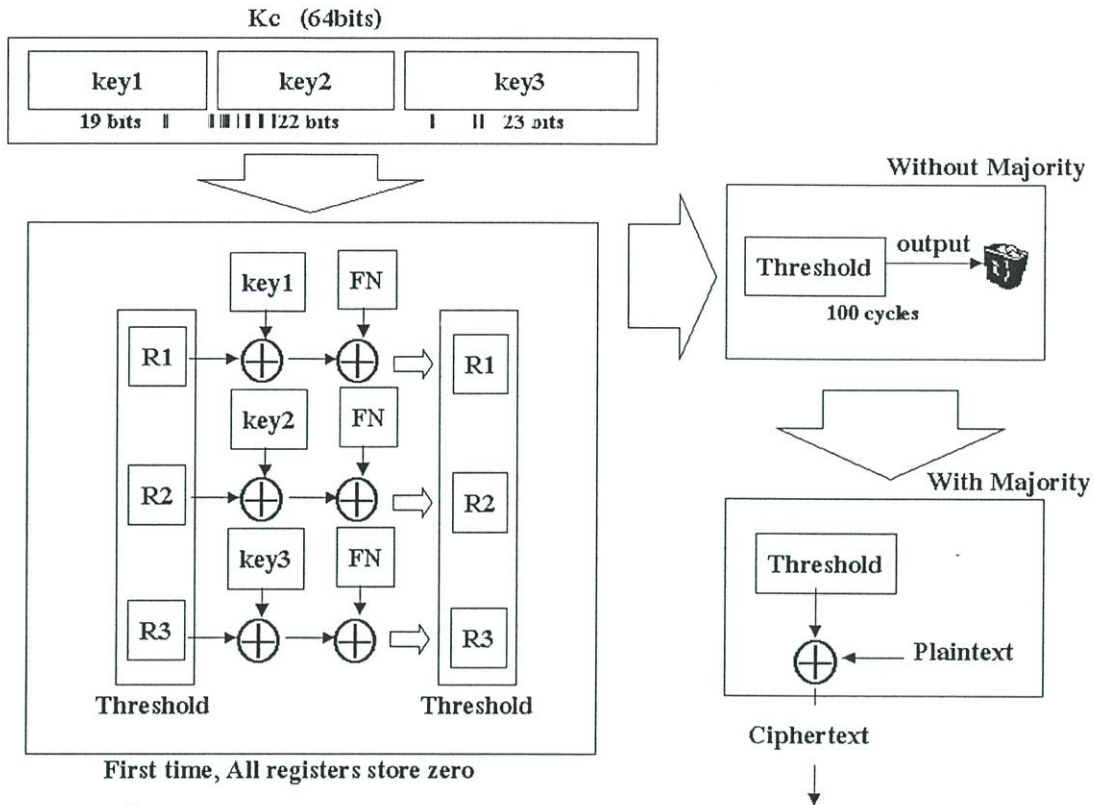 Kc (64bits)
key1 key2 key3
19 bits 22 bits 23 bits
Without Majority
Threshold output
100 cycles
key1 FN
R1 R1
key2 FN
R2 R2
key3 FN
R3 R3
Threshold Threshold
First time, All registers store zero
With Majority
Threshold
Plaintext
Ciphertext